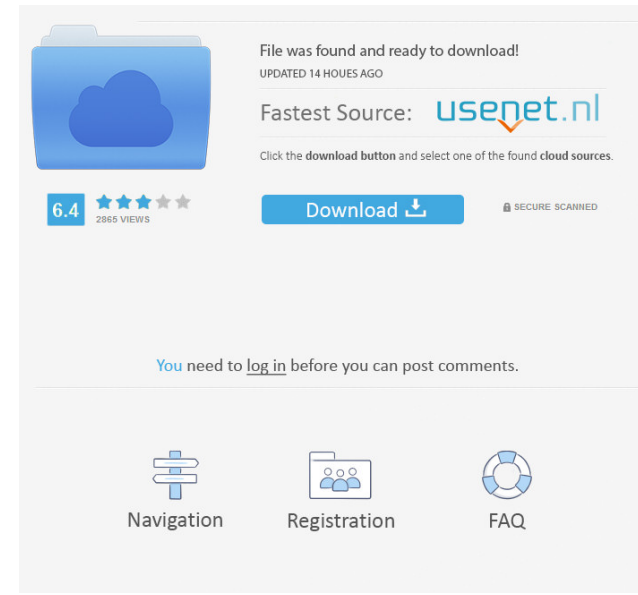 File was found and ready to download!
UPDATED 14 HOUES AGO
Fastest Source: usenet.nl
Click the download button and select one of the found cloud sources.
6.4
2865 VIEWS
Download
SECURE SCANNED
You need to log in before you can post comments.
Navigation
Registration
FAQ